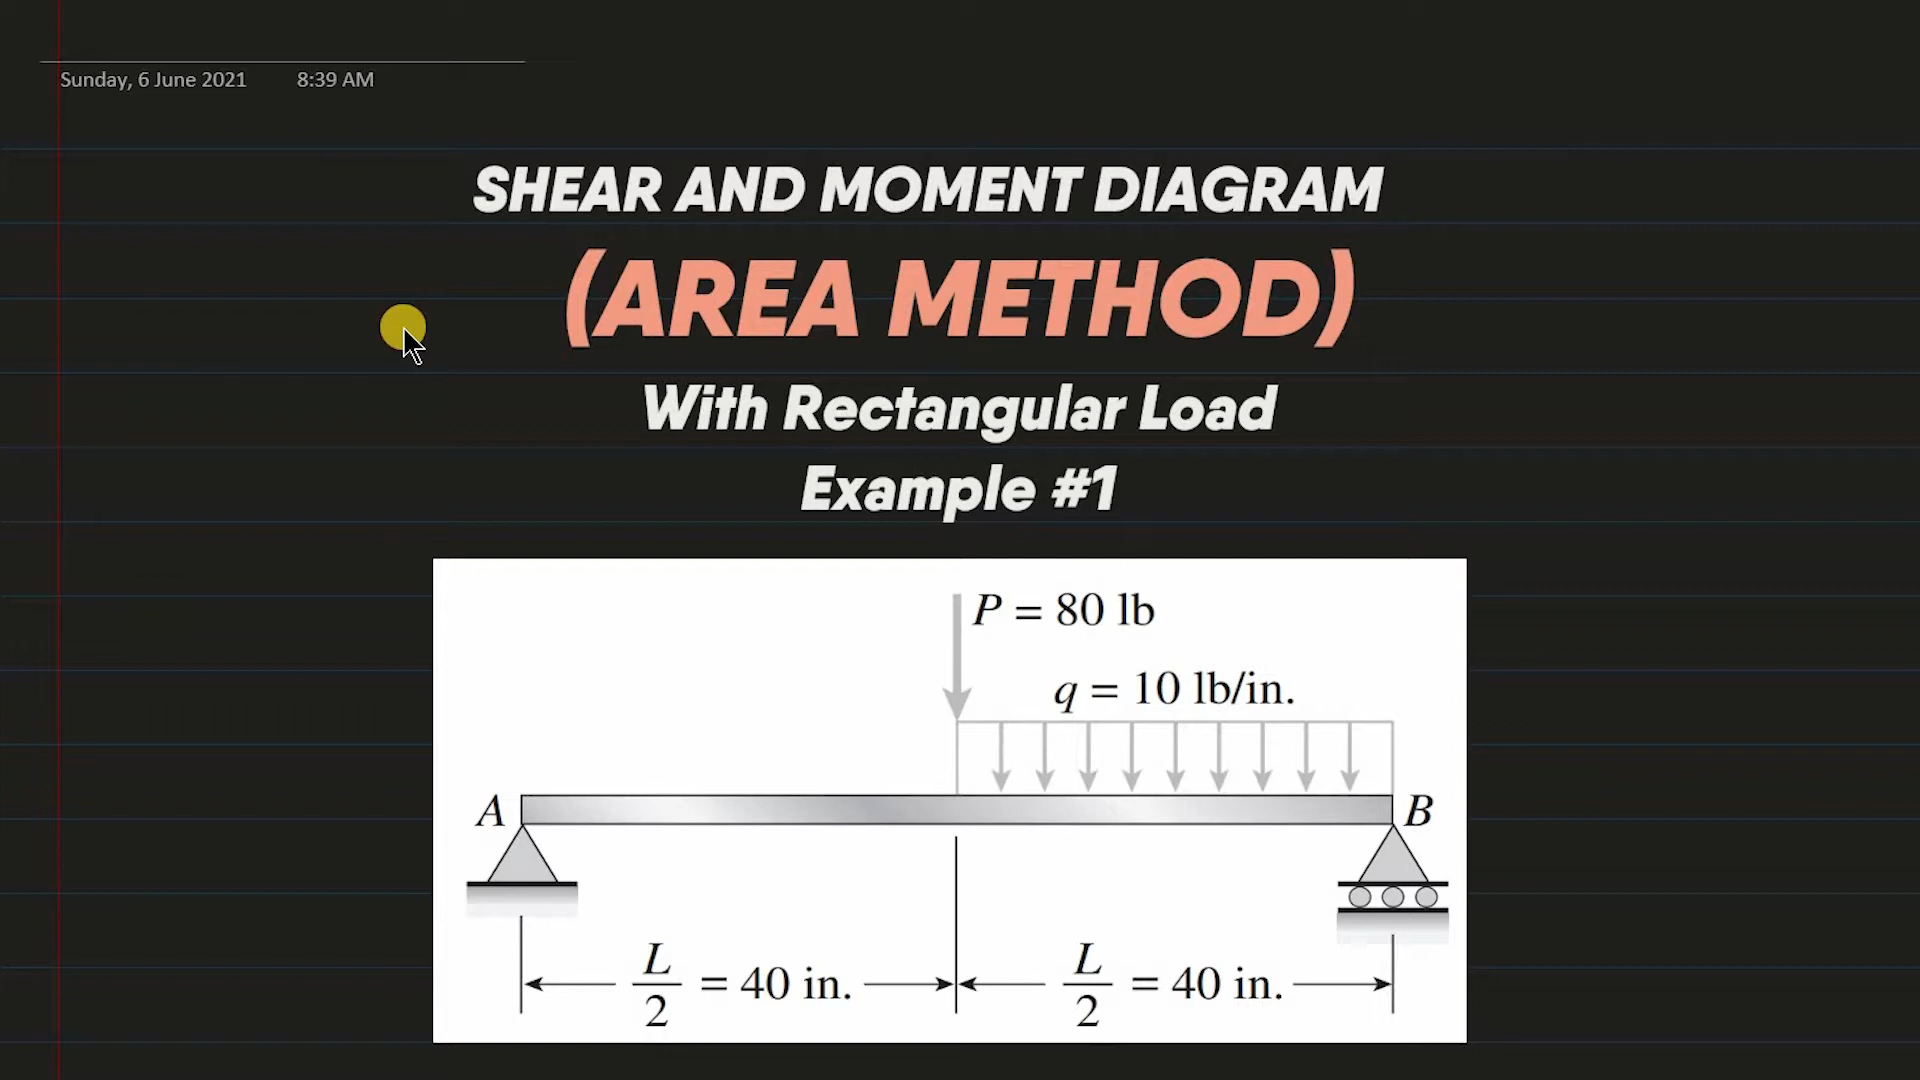 Sunday, 6 June 2021 8:39 AM
SHEAR AND MOMENT DIAGRAM
(AREA METHOD)
With Rectangular Load
Example #1
P = 80 lb
q = 10 lb/in.
A
B
L/2 = 40 in.
L/2 = 40 in.